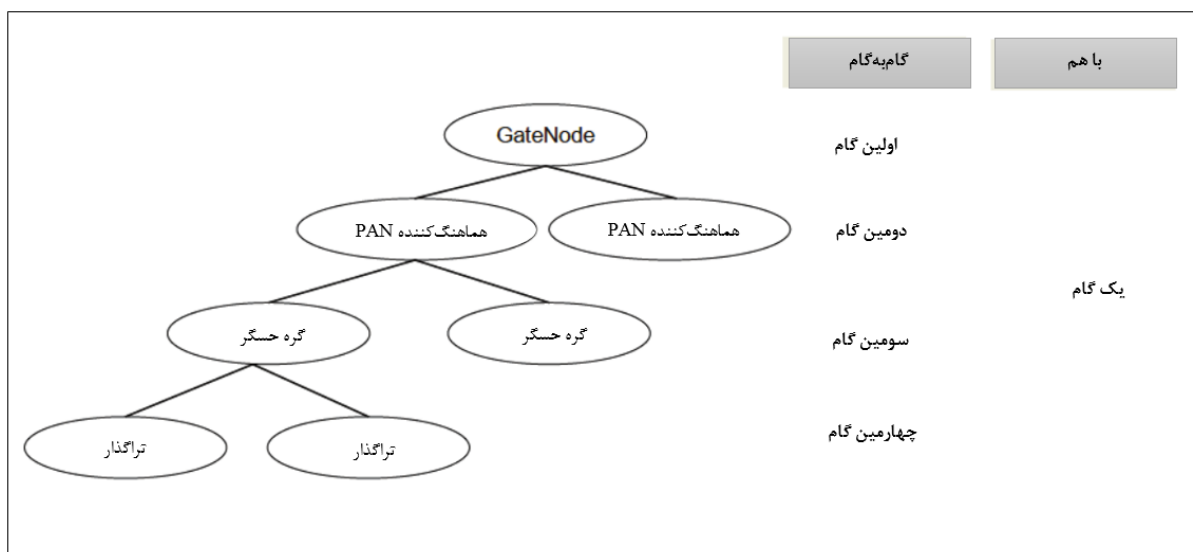 با هم
گام‌به‌گام
GateNode
اولین گام
هماهنگ‌کننده PAN
هماهنگ‌کننده PAN
دومین گام
یک گام
گره حسگر
گره حسگر
سومین گام
تراگذار
تراگذار
چهارمین گام